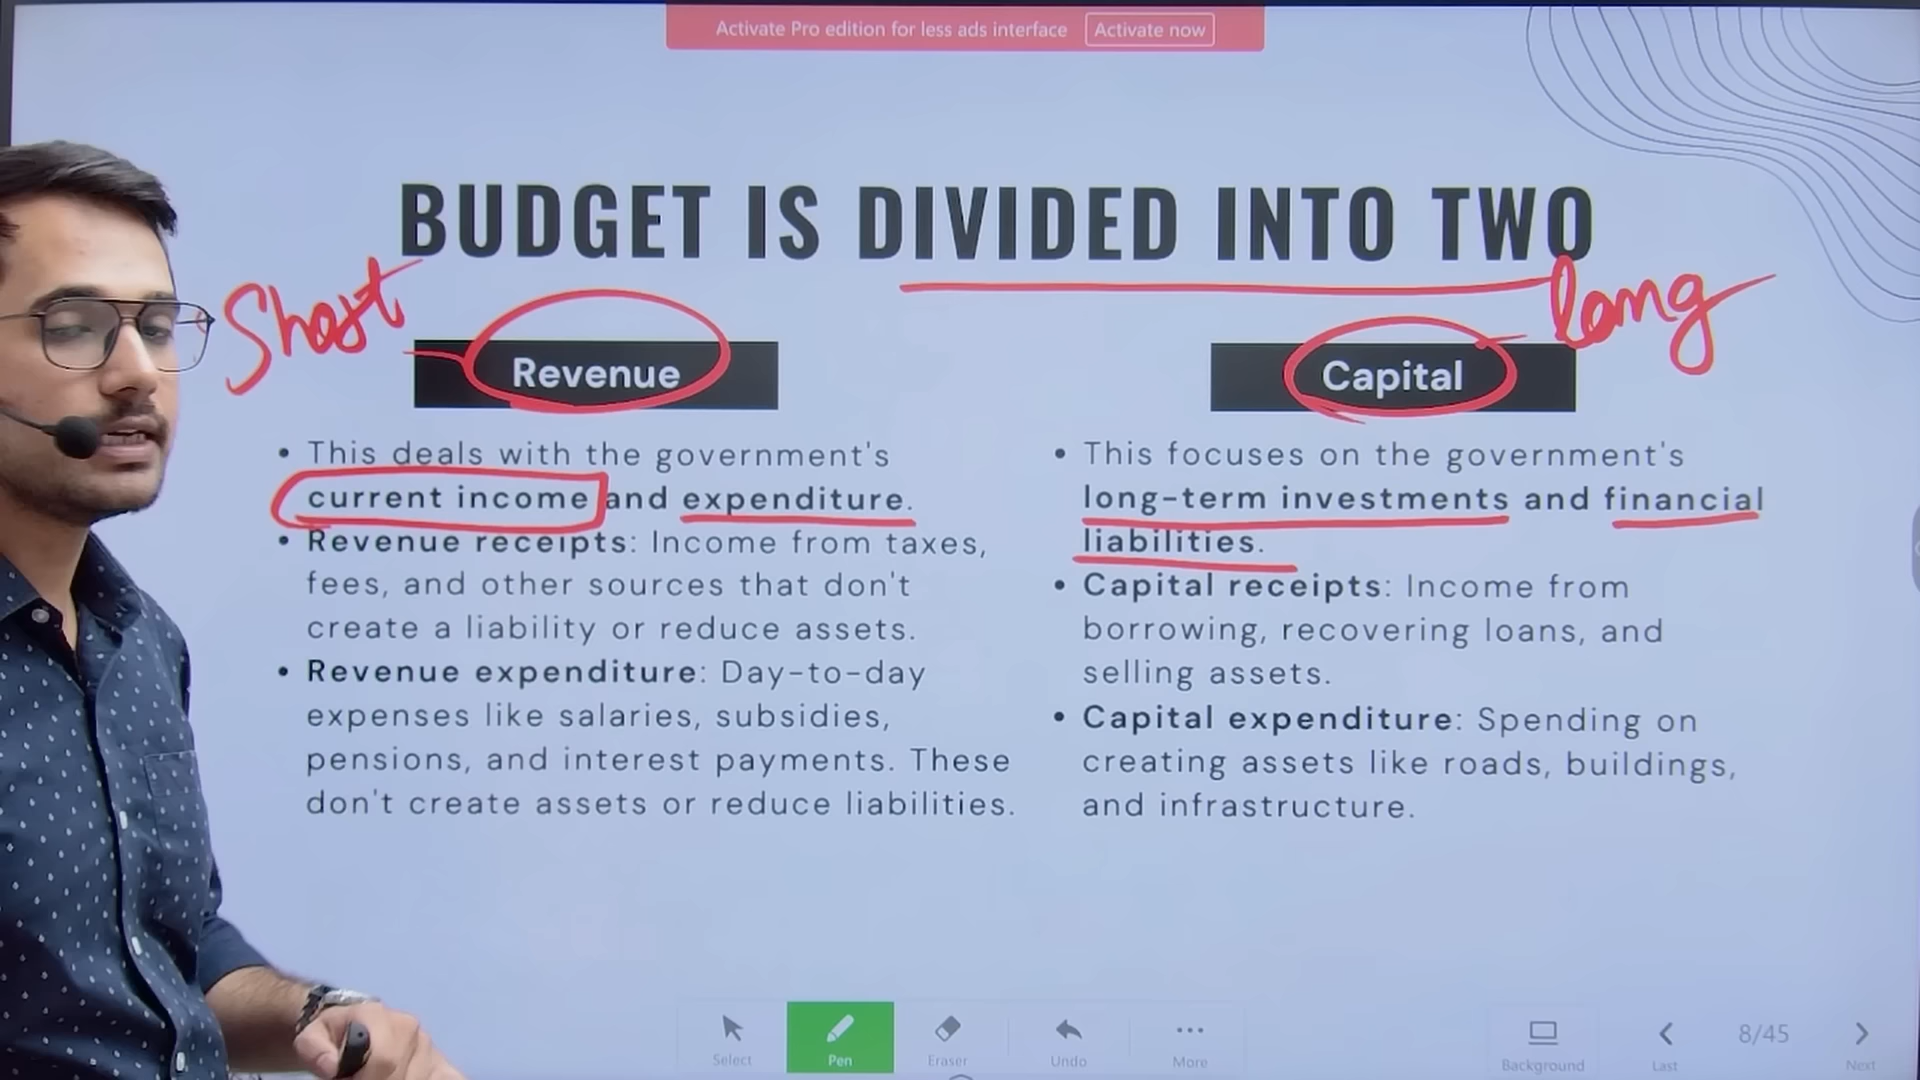 Activate Pro edition for less ads interface Activate now
BUDGET IS DIVIDED INTO TWO
Short
long
Revenue
Capital
• This deals with the government's
current income and expenditure.
• Revenue receipts: Income from taxes,
fees, and other sources that don't
create a liability or reduce assets.
• Revenue expenditure: Day-to-day
expenses like salaries, subsidies,
pensions, and interest payments. These
don't create assets or reduce liabilities.
• This focuses on the government's
long-term investments and financial
liabilities.
• Capital receipts: Income from
borrowing, recovering loans, and
selling assets.
• Capital expenditure: Spending on
creating assets like roads, buildings,
and infrastructure.
Select
Pen
Eraser
Undo
More
Background
Last
8/45
Next